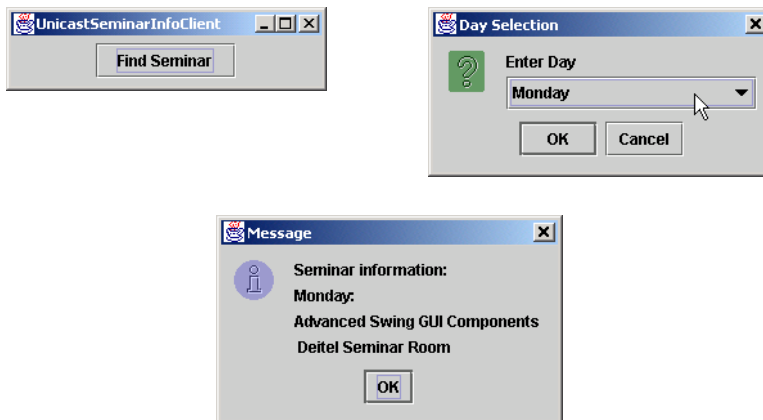 UnicastSeminarInfoClient
Find Seminar
Day Selection
Enter Day
Monday
OK
Cancel
Message
Seminar information:
Monday:
Advanced Swing GUI Components
Deitel Seminar Room
OK